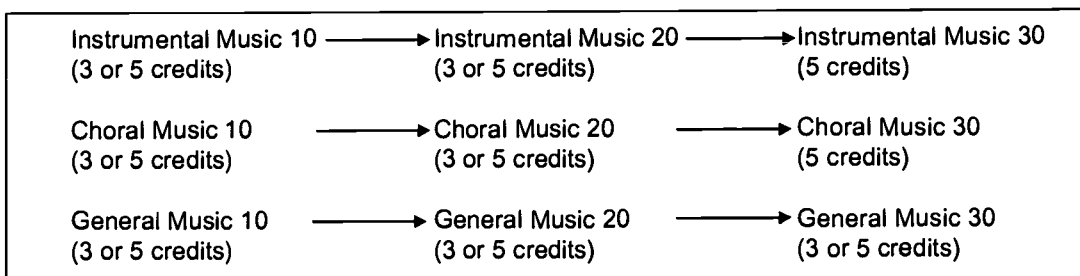 Instrumental Music 10 Instrumental Music 20 Instrumental Music 30
(3 or 5 credits) (3 or 5 credits) (5 credits)
Choral Music 10 Choral Music 20 Choral Music 30
(3 or 5 credits) (3 or 5 credits) (5 credits)
General Music 10 General Music 20 General Music 30
(3 or 5 credits) (3 or 5 credits) (3 or 5 credits)